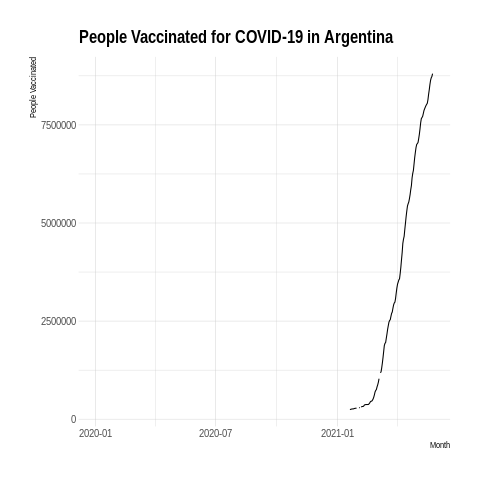 People Vaccinated for COVID-19 in Argentina
People Vaccinated
7500000
5000000
2500000
0
2020-01
2020-07
2021-01
Month